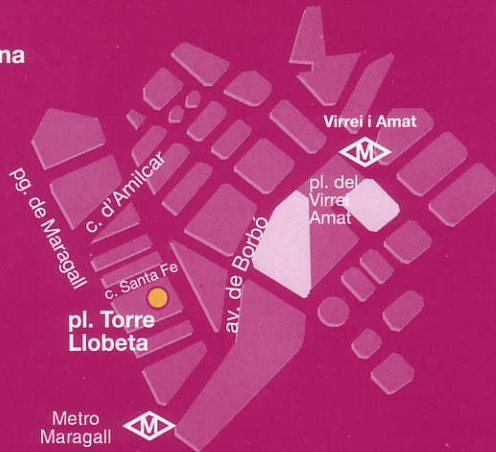 na
Virrei i Amat
M
pl. del
Virrei
Amat
c. d'Amilcar
pg. de Maragall
av. de Borbó
c. Santa Fe
pl. Torre
Llobeta
Metro
Maragall
M